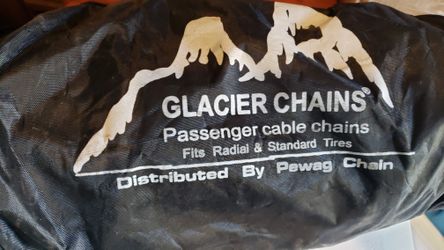 GLACIER CHAINS®
Passenger cable chains
Fits Radial & Standard Tires
Distributed By Pewag Chain